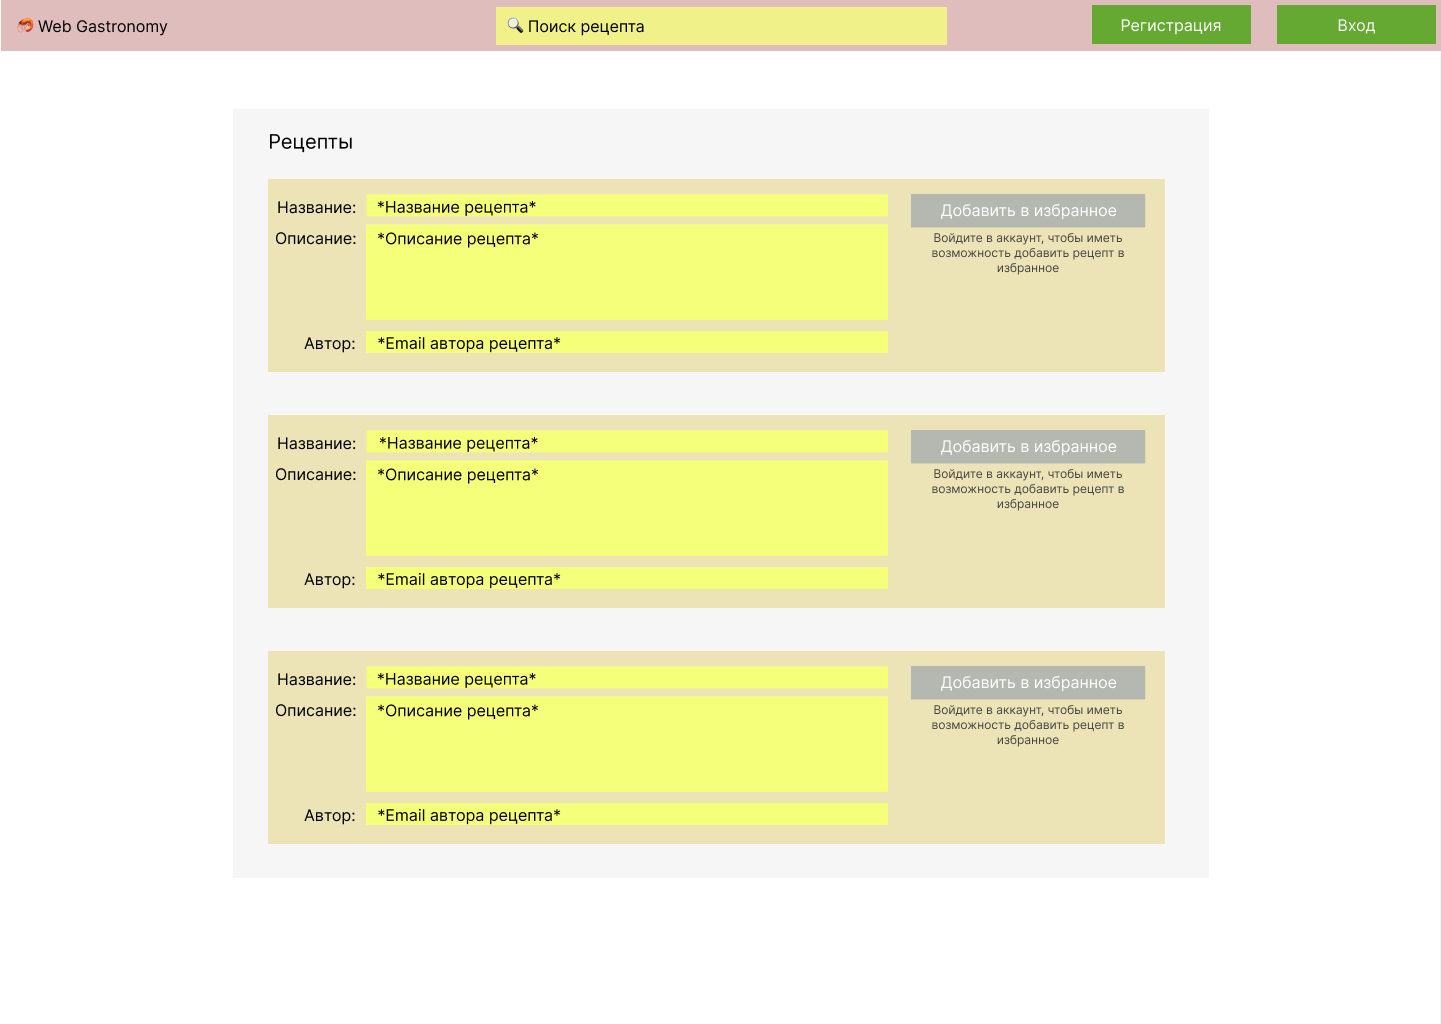 🦐 Web Gastronomy
🔍 Поиск рецепта
Регистрация
Вход
Рецепты
Название: *Название рецепта*
Добавить в избранное
Описание: *Описание рецепта*
Войдите в аккаунт, чтобы иметь
возможность добавить рецепт в
избранное
Автор: *Email автора рецепта*
Название: *Название рецепта*
Добавить в избранное
Описание: *Описание рецепта*
Войдите в аккаунт, чтобы иметь
возможность добавить рецепт в
избранное
Автор: *Email автора рецепта*
Название: *Название рецепта*
Добавить в избранное
Описание: *Описание рецепта*
Войдите в аккаунт, чтобы иметь
возможность добавить рецепт в
избранное
Автор: *Email автора рецепта*